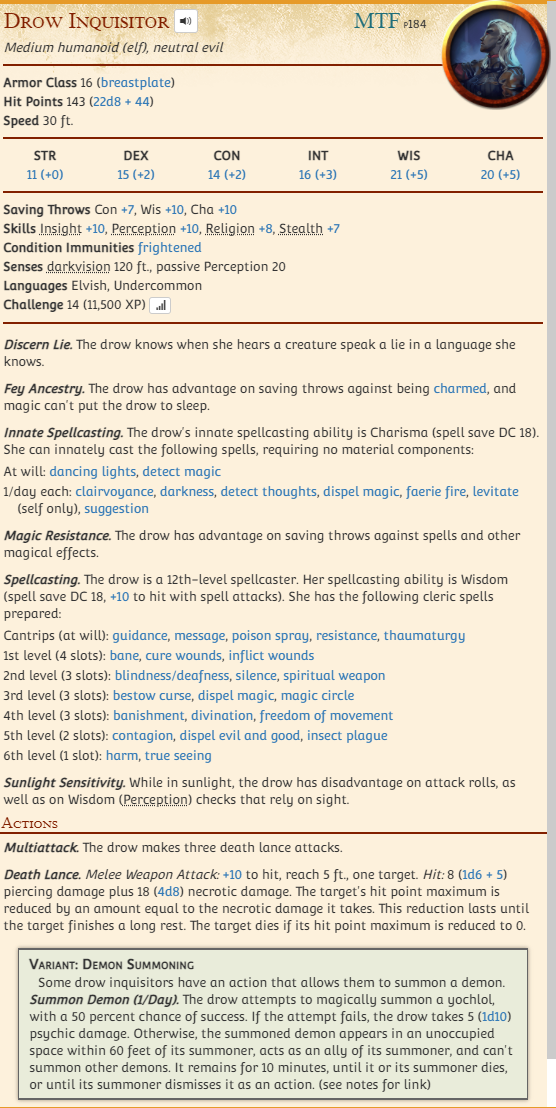 Drow Inquisitor MTF p184
Medium humanoid (elf), neutral evil
Armor Class 16 (breastplate)
Hit Points 143 (22d8 + 44)
Speed 30 ft.
STR DEX CON INT WIS CHA
11 (+0) 15 (+2) 14 (+2) 16 (+3) 21 (+5) 20 (+5)
Saving Throws Con +7, Wis +10, Cha +10
Skills Insight +10, Perception +10, Religion +8, Stealth +7
Condition Immunities frightened
Senses darkvision 120 ft., passive Perception 20
Languages Elvish, Undercommon
Challenge 14 (11,500 XP)
Discern Lie. The drow knows when she hears a creature speak a lie in a language she
knows.
Fey Ancestry. The drow has advantage on saving throws against being charmed, and
magic can't put the drow to sleep.
Innate Spellcasting. The drow's innate spellcasting ability is Charisma (spell save DC 18).
She can innately cast the following spells, requiring no material components:
At will: dancing lights, detect magic
1/day each: clairvoyance, darkness, detect thoughts, dispel magic, faerie fire, levitate
(self only), suggestion
Magic Resistance. The drow has advantage on saving throws against spells and other
magical effects.
Spellcasting. The drow is a 12th-level spellcaster. Her spellcasting ability is Wisdom
(spell save DC 18, +10 to hit with spell attacks). She has the following cleric spells
prepared:
Cantrips (at will): guidance, message, poison spray, resistance, thaumaturgy
1st level (4 slots): bane, cure wounds, inflict wounds
2nd level (3 slots): blindness/deafness, silence, spiritual weapon
3rd level (3 slots): bestow curse, dispel magic, magic circle
4th level (3 slots): banishment, divination, freedom of movement
5th level (2 slots): contagion, dispel evil and good, insect plague
6th level (1 slot): harm, true seeing
Sunlight Sensitivity. While in sunlight, the drow has disadvantage on attack rolls, as
well as on Wisdom (Perception) checks that rely on sight.
Actions
Multiattack. The drow makes three death lance attacks.
Death Lance. Melee Weapon Attack: +10 to hit, reach 5 ft., one target. Hit: 8 (1d6 + 5)
piercing damage plus 18 (4d8) necrotic damage. The target's hit point maximum is
reduced by an amount equal to the necrotic damage it takes. This reduction lasts until
the target finishes a long rest. The target dies if its hit point maximum is reduced to 0.
Variant: Demon Summoning
Some drow inquisitors have an action that allows them to summon a demon.
Summon Demon (1/Day). The drow attempts to magically summon a yochlol,
with a 50 percent chance of success. If the attempt fails, the drow takes 5 (1d10)
psychic damage. Otherwise, the summoned demon appears in an unoccupied
space within 60 feet of its summoner, acts as an ally of its summoner, and can't
summon other demons. It remains for 10 minutes, until it or its summoner dies,
or until its summoner dismisses it as an action. (see notes for link)